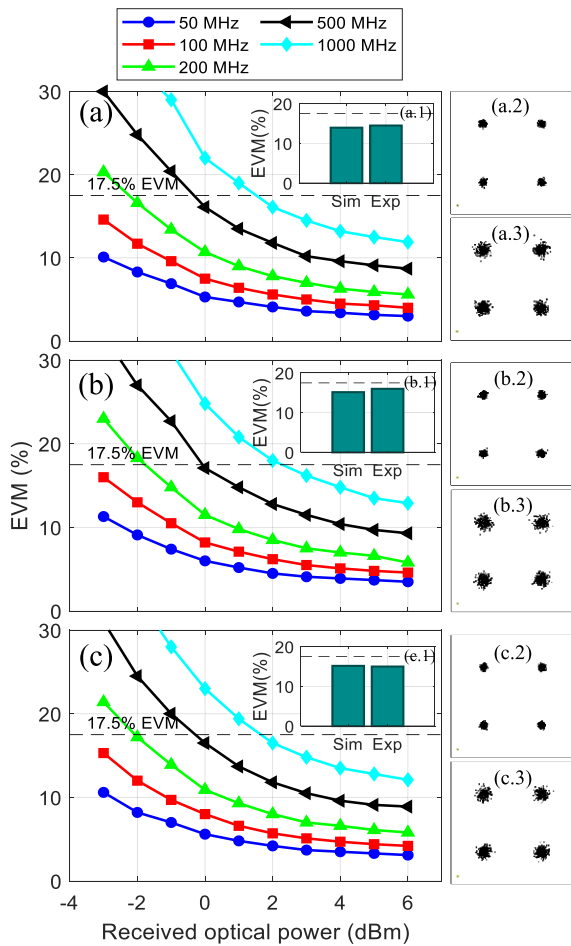 50 MHz
500 MHz
100 MHz
1000 MHz
200 MHz
30
20
10
0
(a)
17.5% EVM
20
10
0
EVM(%)
(a.1)
Sim Exp
(a.2)
(a.3)
30
20
10
0
(b)
17.5% EVM
20
10
0
EVM(%)
(b.1)
Sim Exp
(b.2)
(b.3)
EVM (%)
30
20
10
0
(c)
17.5% EVM
20
10
0
EVM(%)
(c.1)
Sim Exp
(c.2)
(c.3)
-4 -2 0 2 4 6
Received optical power (dBm)